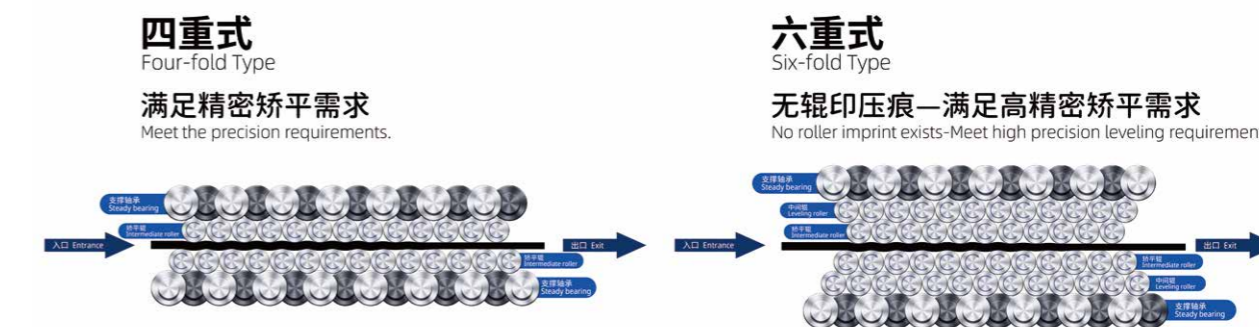 四重式
Four-fold Type
满足精密矫平需求
Meet the precision requirements.
支撑轴承
Steady bearing
矫平辊
Intermediate roller
入口 Entrance
出口 Exit
矫平辊
Intermediate roller
支撑轴承
Steady bearing
六重式
Six-fold Type
无辊印压痕—满足高精密矫平需求
No roller imprint exists-Meet high precision leveling requiremen
支撑轴承
Steady bearing
中间辊
Leveling roller
矫平辊
Intermediate roller
入口 Entrance
出口 Exit
矫平辊
Intermediate roller
中间辊
Leveling roller
支撑轴承
Steady bearing